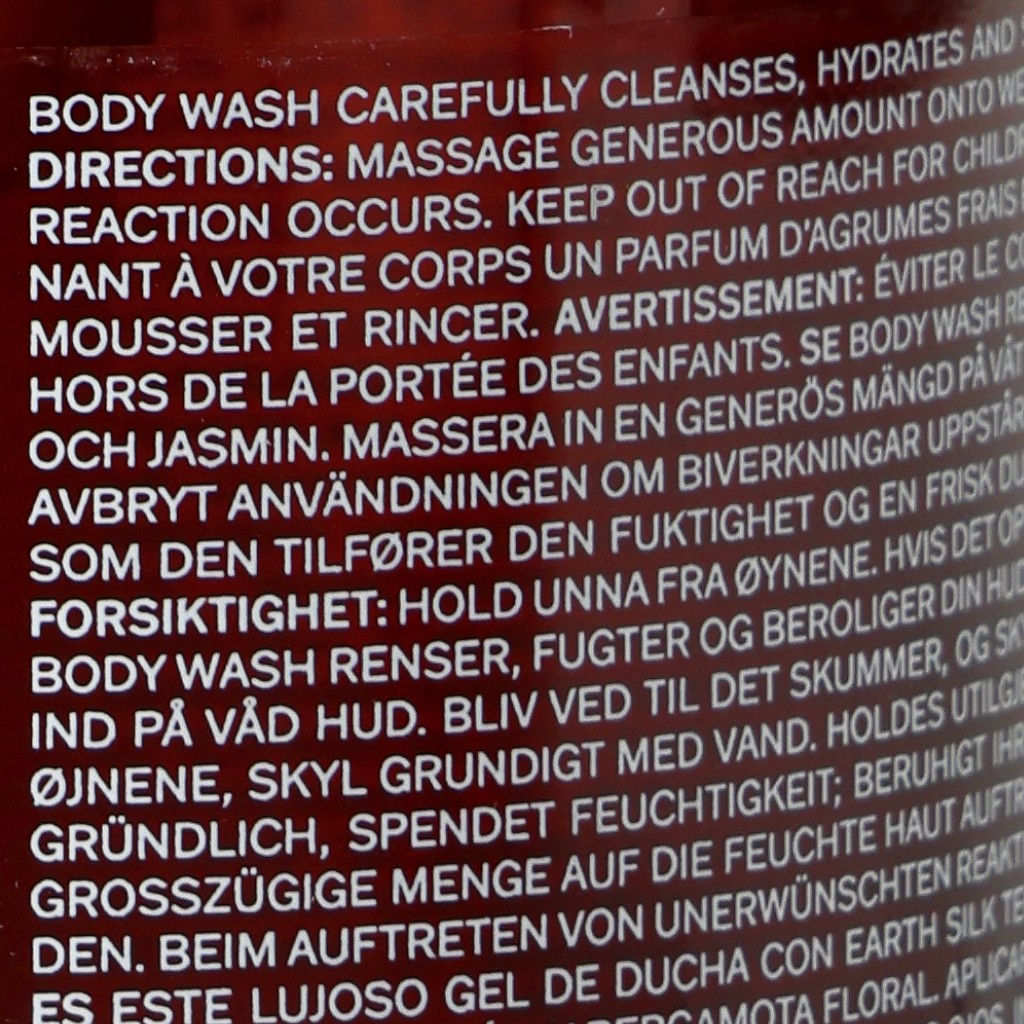 BODY WASH CAREFULLY CLEANSES, HYDRATES AND
DIRECTIONS: MASSAGE GENEROUS AMOUNT ONTO
REACTION OCCURS. KEEP OUT OF REACH FOR
NANT À VOTRE CORPS UN PARFUM D'AGRUMES FRAIS
MOUSSER ET RINCER. AVERTISSEMENT: ÉVITER LE
HORS DE LA PORTÉE DES ENFANTS. SE BODY WASH
OCH JASMIN. MASSERA IN EN GENERÖS MÄNGD PÅ
AVBRYT ANVÄNDNINGEN OM BIVERKNINGAR
SOM DEN TILFØRER DEN FUKTIGHET OG EN FRISK
FORSIKTIGHET: HOLD UNNA FRA ØYNENE. HVIS DET
BODY WASH RENSER, FUGTER OG BEROLIGER DIN
IND PÅ VÅD HUD. BLIV VED TIL DET SKUMMER, OG
ØJNENE, SKYL GRUNDIGT MED VAND. HOLDES
GRÜNDLICH, SPENDET FEUCHTIGKEIT; BERUHIGT
GROSSZÜGIGE MENGE AUF DIE FEUCHTE HAUT
DEN. BEIM AUFTRETEN VON UNERWÜNSCHTEN
ES ESTE LUJOSO GEL DE DUCHA CON EARTH SILK
BERGAMOTA FLORAL.